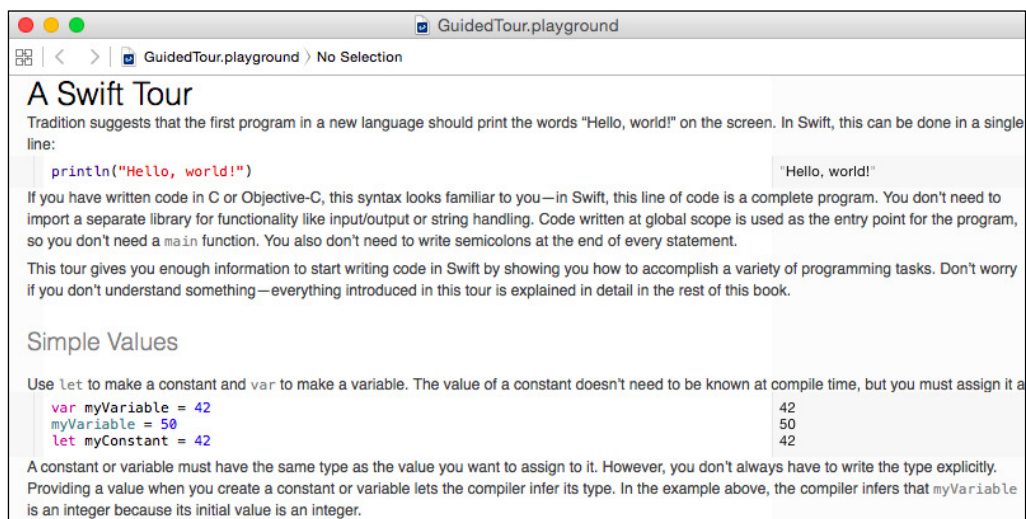 GuidedTour.playground
GuidedTour.playground 〉 No Selection
A Swift Tour
Tradition suggests that the first program in a new language should print the words “Hello, world!” on the screen. In Swift, this can be done in a single
line:
println("Hello, world!") "Hello, world!"
If you have written code in C or Objective-C, this syntax looks familiar to you—in Swift, this line of code is a complete program. You don’t need to
import a separate library for functionality like input/output or string handling. Code written at global scope is used as the entry point for the program,
so you don’t need a main function. You also don’t need to write semicolons at the end of every statement.
This tour gives you enough information to start writing code in Swift by showing you how to accomplish a variety of programming tasks. Don’t worry
if you don’t understand something—everything introduced in this tour is explained in detail in the rest of this book.
Simple Values
Use let to make a constant and var to make a variable. The value of a constant doesn’t need to be known at compile time, but you must assign it a
var myVariable = 42 42
myVariable = 50 50
let myConstant = 42 42
A constant or variable must have the same type as the value you want to assign to it. However, you don’t always have to write the type explicitly.
Providing a value when you create a constant or variable lets the compiler infer its type. In the example above, the compiler infers that myVariable
is an integer because its initial value is an integer.